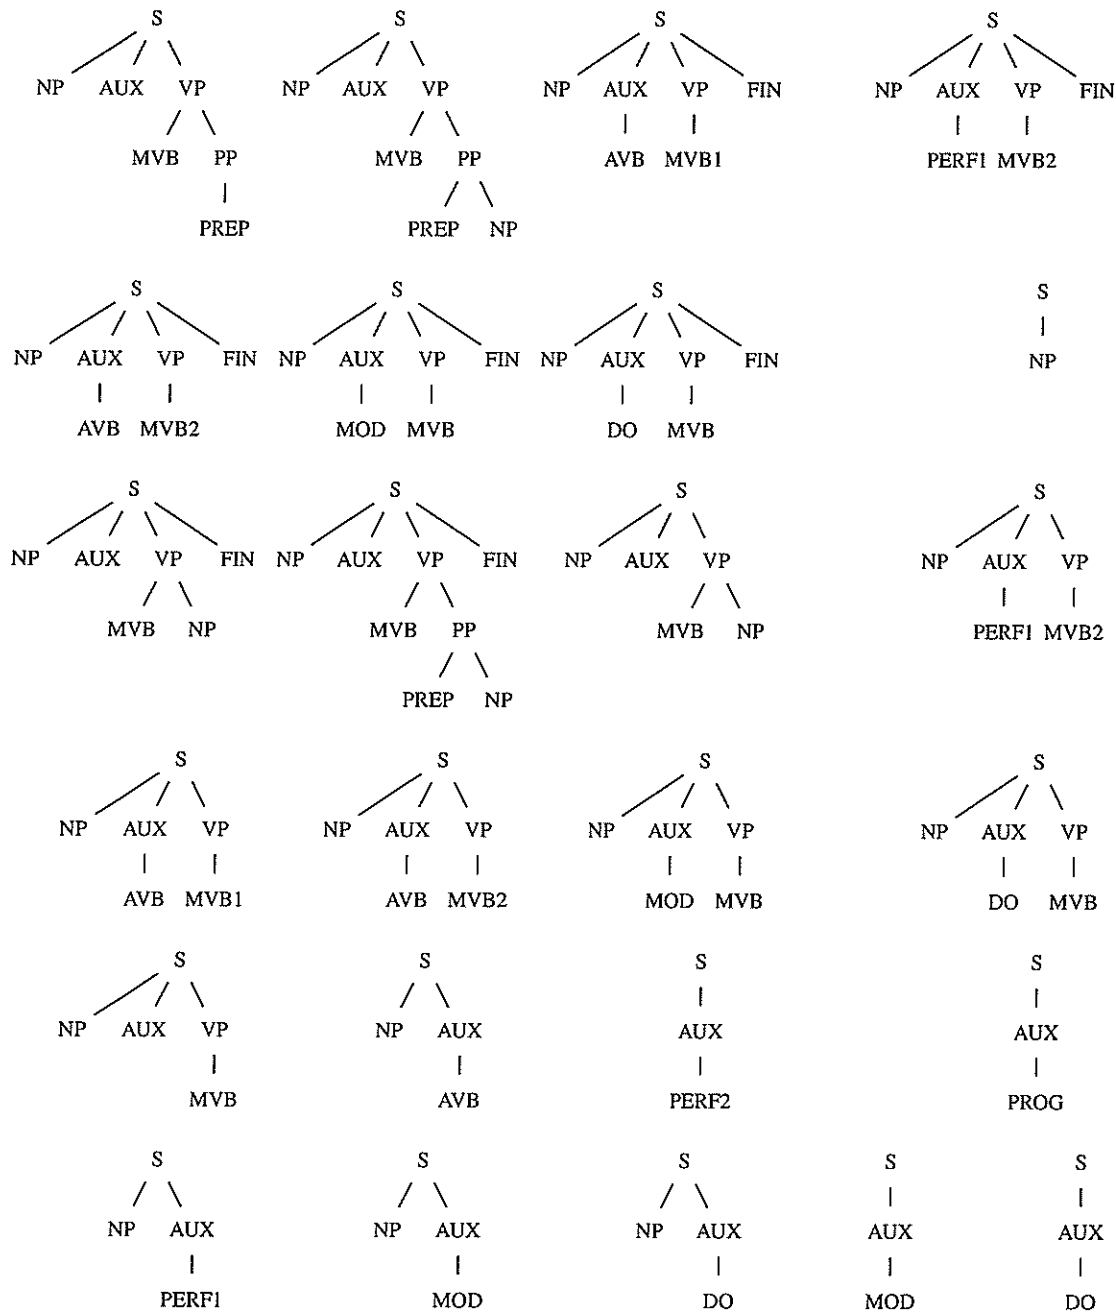 S S S S
NP AUX VP NP AUX VP NP AUX VP FIN NP AUX VP FIN
MVB PP MVB PP AVB MVB1 PERF1 MVB2
PREP PREP NP
S S S S
NP AUX VP FIN NP AUX VP FIN NP AUX VP FIN NP
AVB MVB2 MOD MVB DO MVB
S S S S
NP AUX VP FIN NP AUX VP FIN NP AUX VP NP AUX VP
MVB NP MVB PP MVB NP PERF1 MVB2
PREP NP
S S S S
NP AUX VP NP AUX VP NP AUX VP NP AUX VP
AVB MVB1 AVB MVB2 MOD MVB DO MVB
S S S S
NP AUX VP NP AUX AUX AUX
MVB AVB PERF2 PROG
S S S S S
NP AUX NP AUX NP AUX AUX AUX
PERF1 MOD DO MOD DO